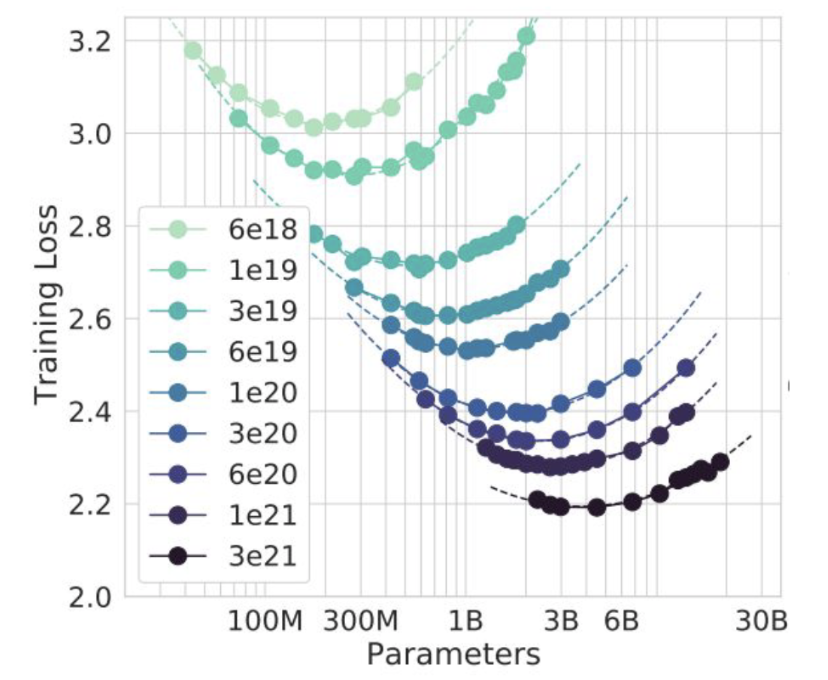 3.2
3.0
2.8
2.6
2.4
2.2
2.0
Training Loss
6e18
1e19
3e19
6e19
1e20
3e20
6e20
1e21
3e21
100M 300M 1B 3B 6B 30B
Parameters